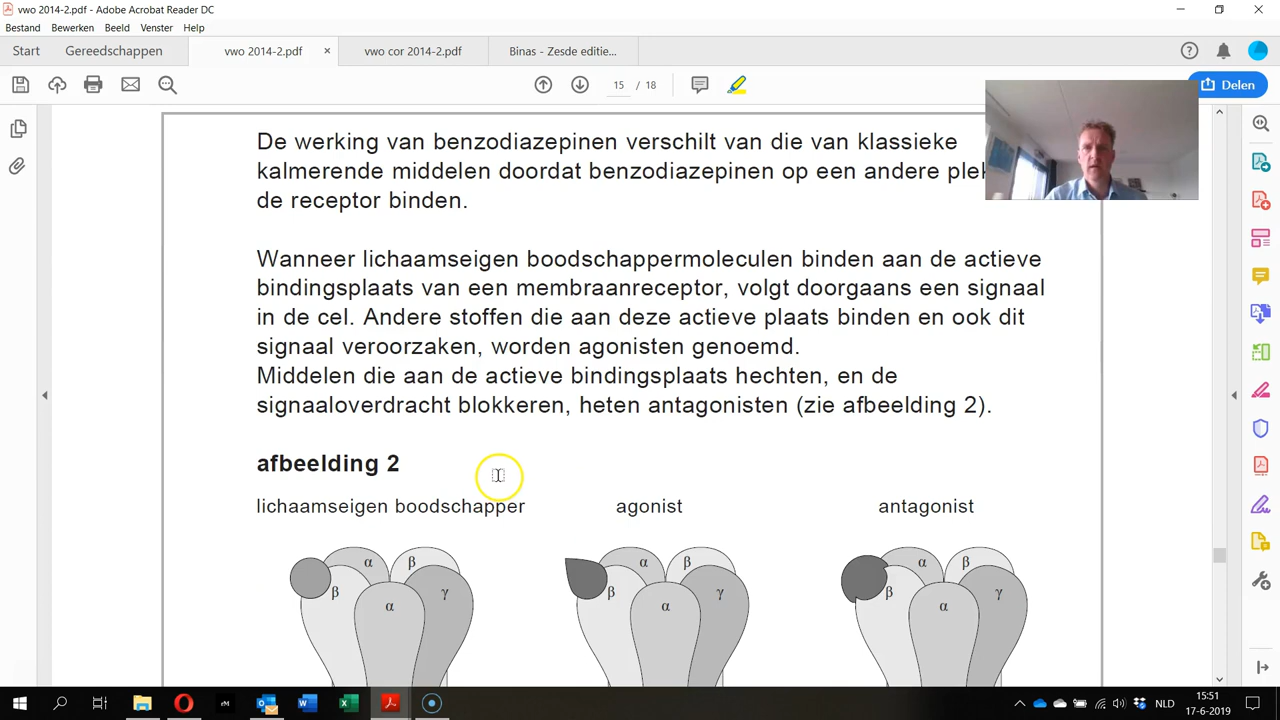 vwo 2014-2.pdf - Adobe Acrobat Reader DC
Bestand Bewerken Beeld Venster Help
Start Gereedschappen vwo 2014-2.pdf × vwo cor 2014-2.pdf Binas - Zesde editie...
15 / 18 Delen
De werking van benzodiazepinen verschilt van die van klassieke
kalmerende middelen doordat benzodiazepinen op een andere plek
de receptor binden.
Wanneer lichaamseigen boodschappermoleculen binden aan de actieve
bindingsplaats van een membraanreceptor, volgt doorgaans een signaal
in de cel. Andere stoffen die aan deze actieve plaats binden en ook dit
signaal veroorzaken, worden agonisten genoemd.
Middelen die aan de actieve bindingsplaats hechten, en de
signaaloverdracht blokkeren, heten antagonisten (zie afbeelding 2).
afbeelding 2
lichaamseigen boodschapper agonist antagonist
α β α β α β
β γ β γ β γ
α α α
15:51
NLD
17-6-2019